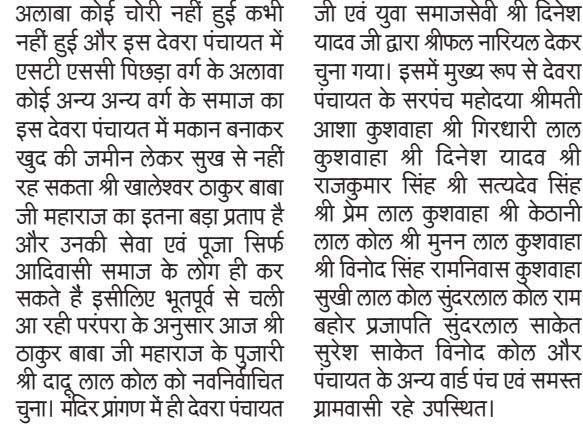 अलाबा कोई चोरी नहीं हुई कभी
नहीं हुई और इस देवरा पंचायत में
एसटी एससी पिछड़ा वर्ग के अलावा
कोई अन्य अन्य वर्ग के समाज का
इस देवरा पंचायत में मकान बनाकर
खुद की जमीन लेकर सुख से नहीं
रह सकता श्री खालेश्वर ठाकुर बाबा
जी महाराज का इतना बड़ा प्रताप है
और उनकी सेवा एवं पूजा सिर्फ
आदिवासी समाज के लोग ही कर
सकते हैं इसीलिए भूतपूर्व से चली
आ रही परंपरा के अनुसार आज श्री
ठाकुर बाबा जी महाराज के पुजारी
श्री दादू लाल कोल को नवनिर्वाचित
चुना। मंदिर प्रांगण में ही देवरा पंचायत
जी एवं युवा समाजसेवी श्री दिनेश
यादव जी द्वारा श्रीफल नारियल देकर
चुना गया। इसमें मुख्य रूप से देवरा
पंचायत के सरपंच महोदया श्रीमती
आशा कुशवाहा श्री गिरधारी लाल
कुशवाहा श्री दिनेश यादव श्री
राजकुमार सिंह श्री सत्यदेव सिंह
श्री प्रेम लाल कुशवाहा श्री केठानी
लाल कोल श्री मुनन लाल कुशवाहा
श्री विनोद सिंह रामनिवास कुशवाहा
सुखी लाल कोल सुंदरलाल कोल राम
बहोर प्रजापति सुंदरलाल साकेत
सुरेश साकेत विनोद कोल और
पंचायत के अन्य वार्ड पंच एवं समस्त
ग्रामवासी रहे उपस्थित।